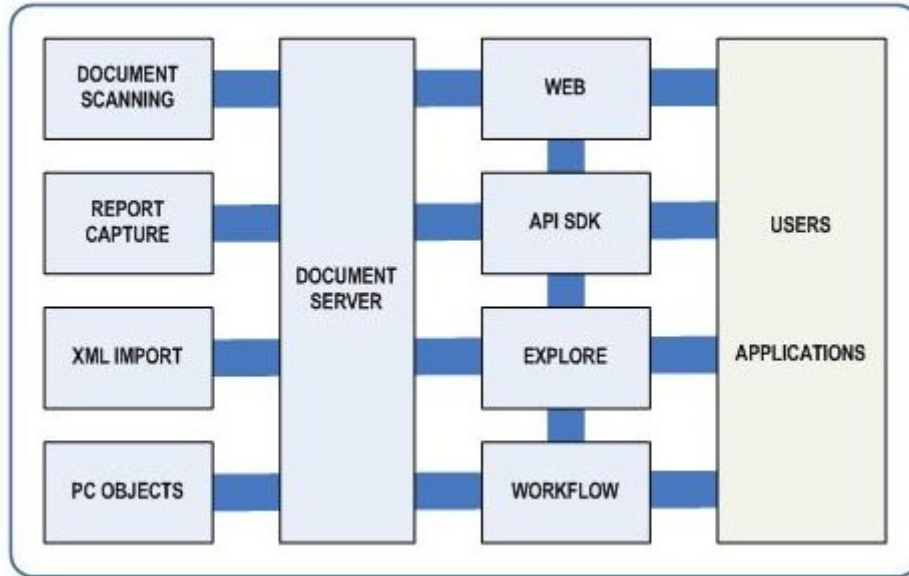 DOCUMENT
SCANNING
REPORT
CAPTURE
XML IMPORT
PC OBJECTS
DOCUMENT
SERVER
WEB
API SDK
EXPLORE
WORKFLOW
USERS
APPLICATIONS